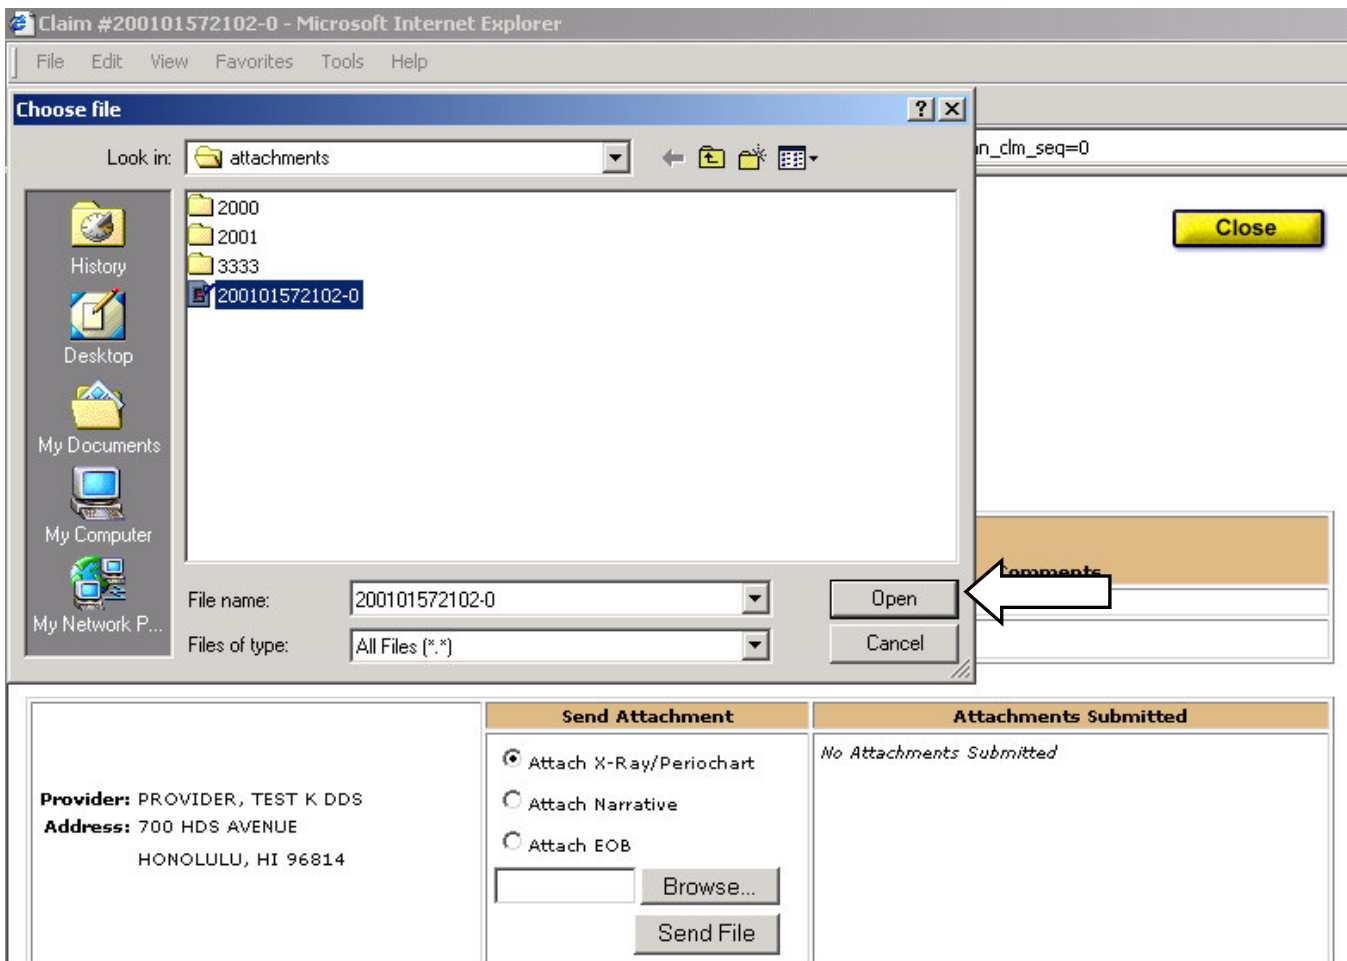 Claim #200101572102-0 - Microsoft Internet Explorer
File Edit View Favorites Tools Help
Choose file
Look in: attachments
n_clm_seq=0
2000
2001
3333
200101572102-0
Close
History
Desktop
My Documents
My Computer
My Network P...
Comments
File name: 200101572102-0 Open
Files of type: All Files (*.*) Cancel
Send Attachment Attachments Submitted
Attach X-Ray/Periochart
No Attachments Submitted
Provider: PROVIDER, TEST K DDS
Address: 700 HDS AVENUE
HONOLULU, HI 96814
Attach Narrative
Attach EOB
Browse...
Send File